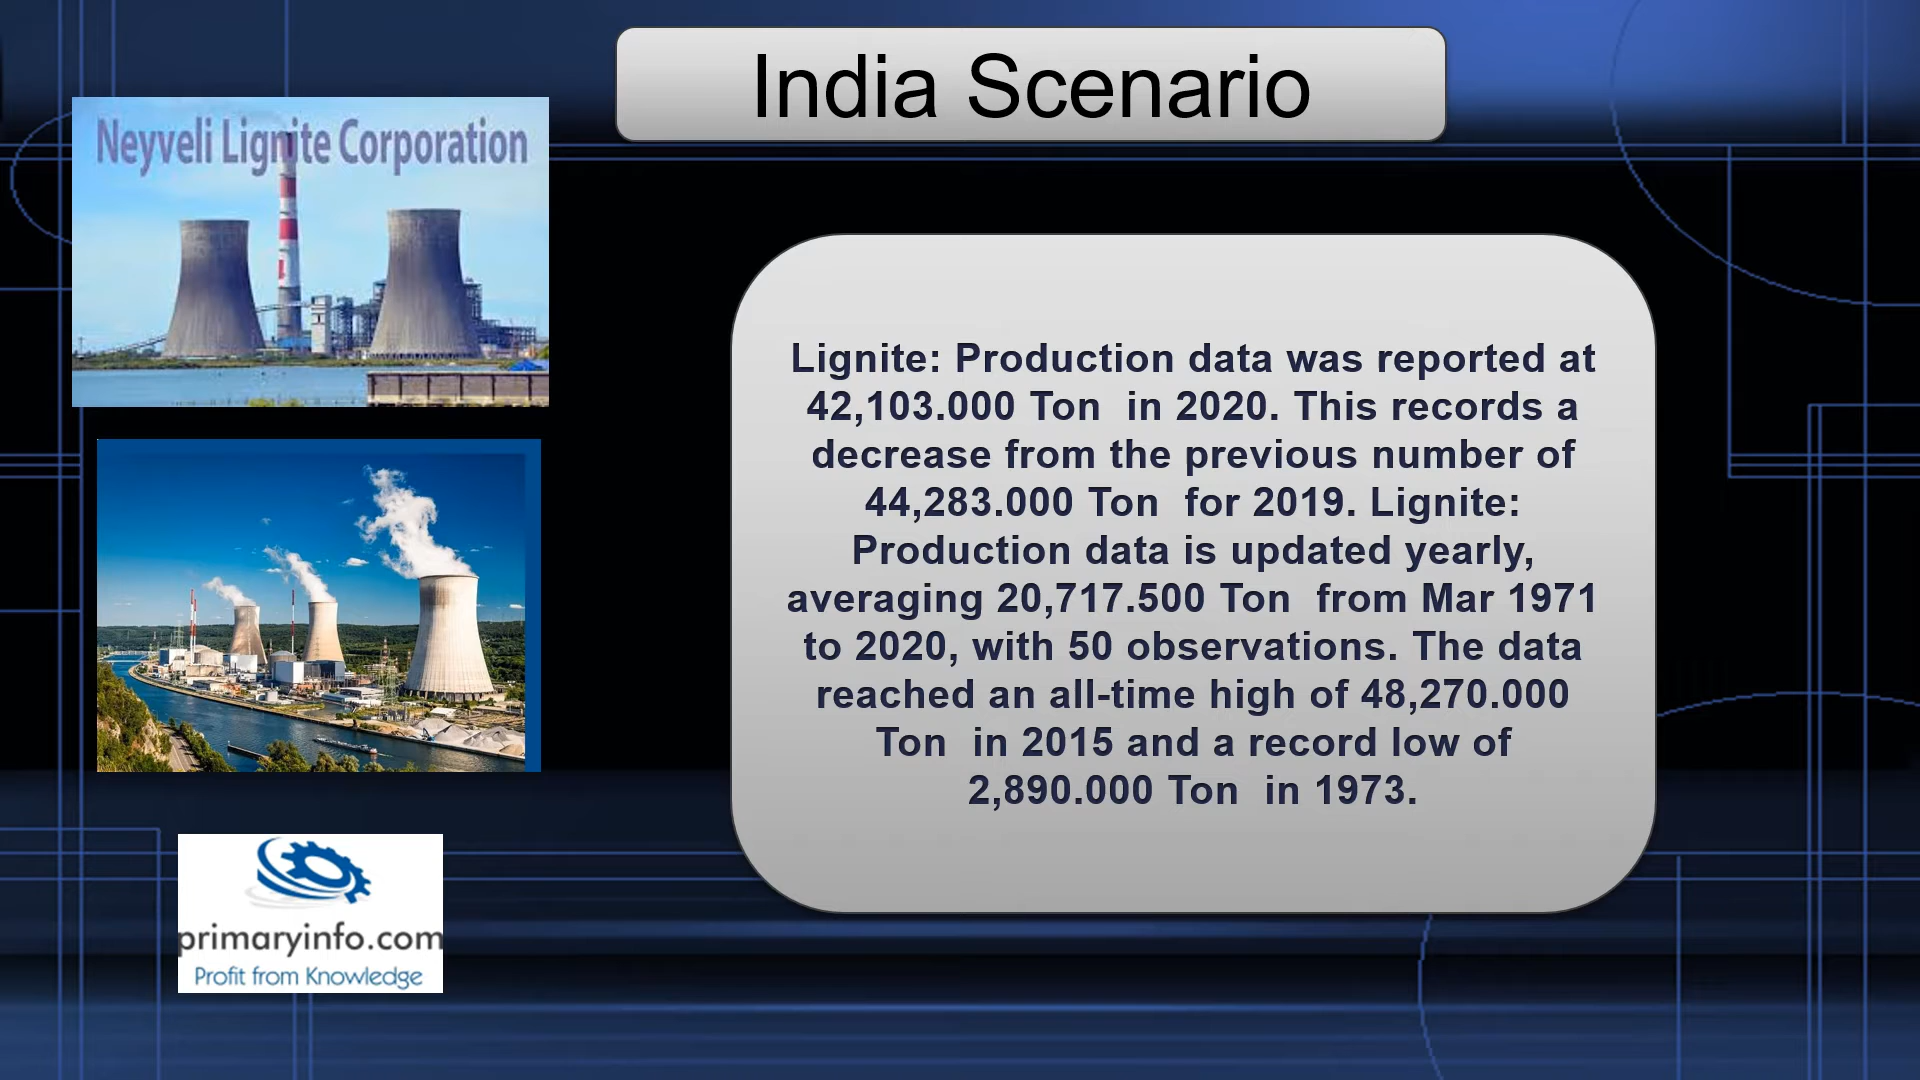 India Scenario
Neyveli Lignite Corporation
Lignite: Production data was reported at
42,103.000 Ton  in 2020. This records a
decrease from the previous number of
44,283.000 Ton  for 2019. Lignite:
Production data is updated yearly,
averaging 20,717.500 Ton  from Mar 1971
to 2020, with 50 observations. The data
reached an all-time high of 48,270.000
Ton  in 2015 and a record low of
2,890.000 Ton  in 1973.
primaryinfo.com
Profit from Knowledge